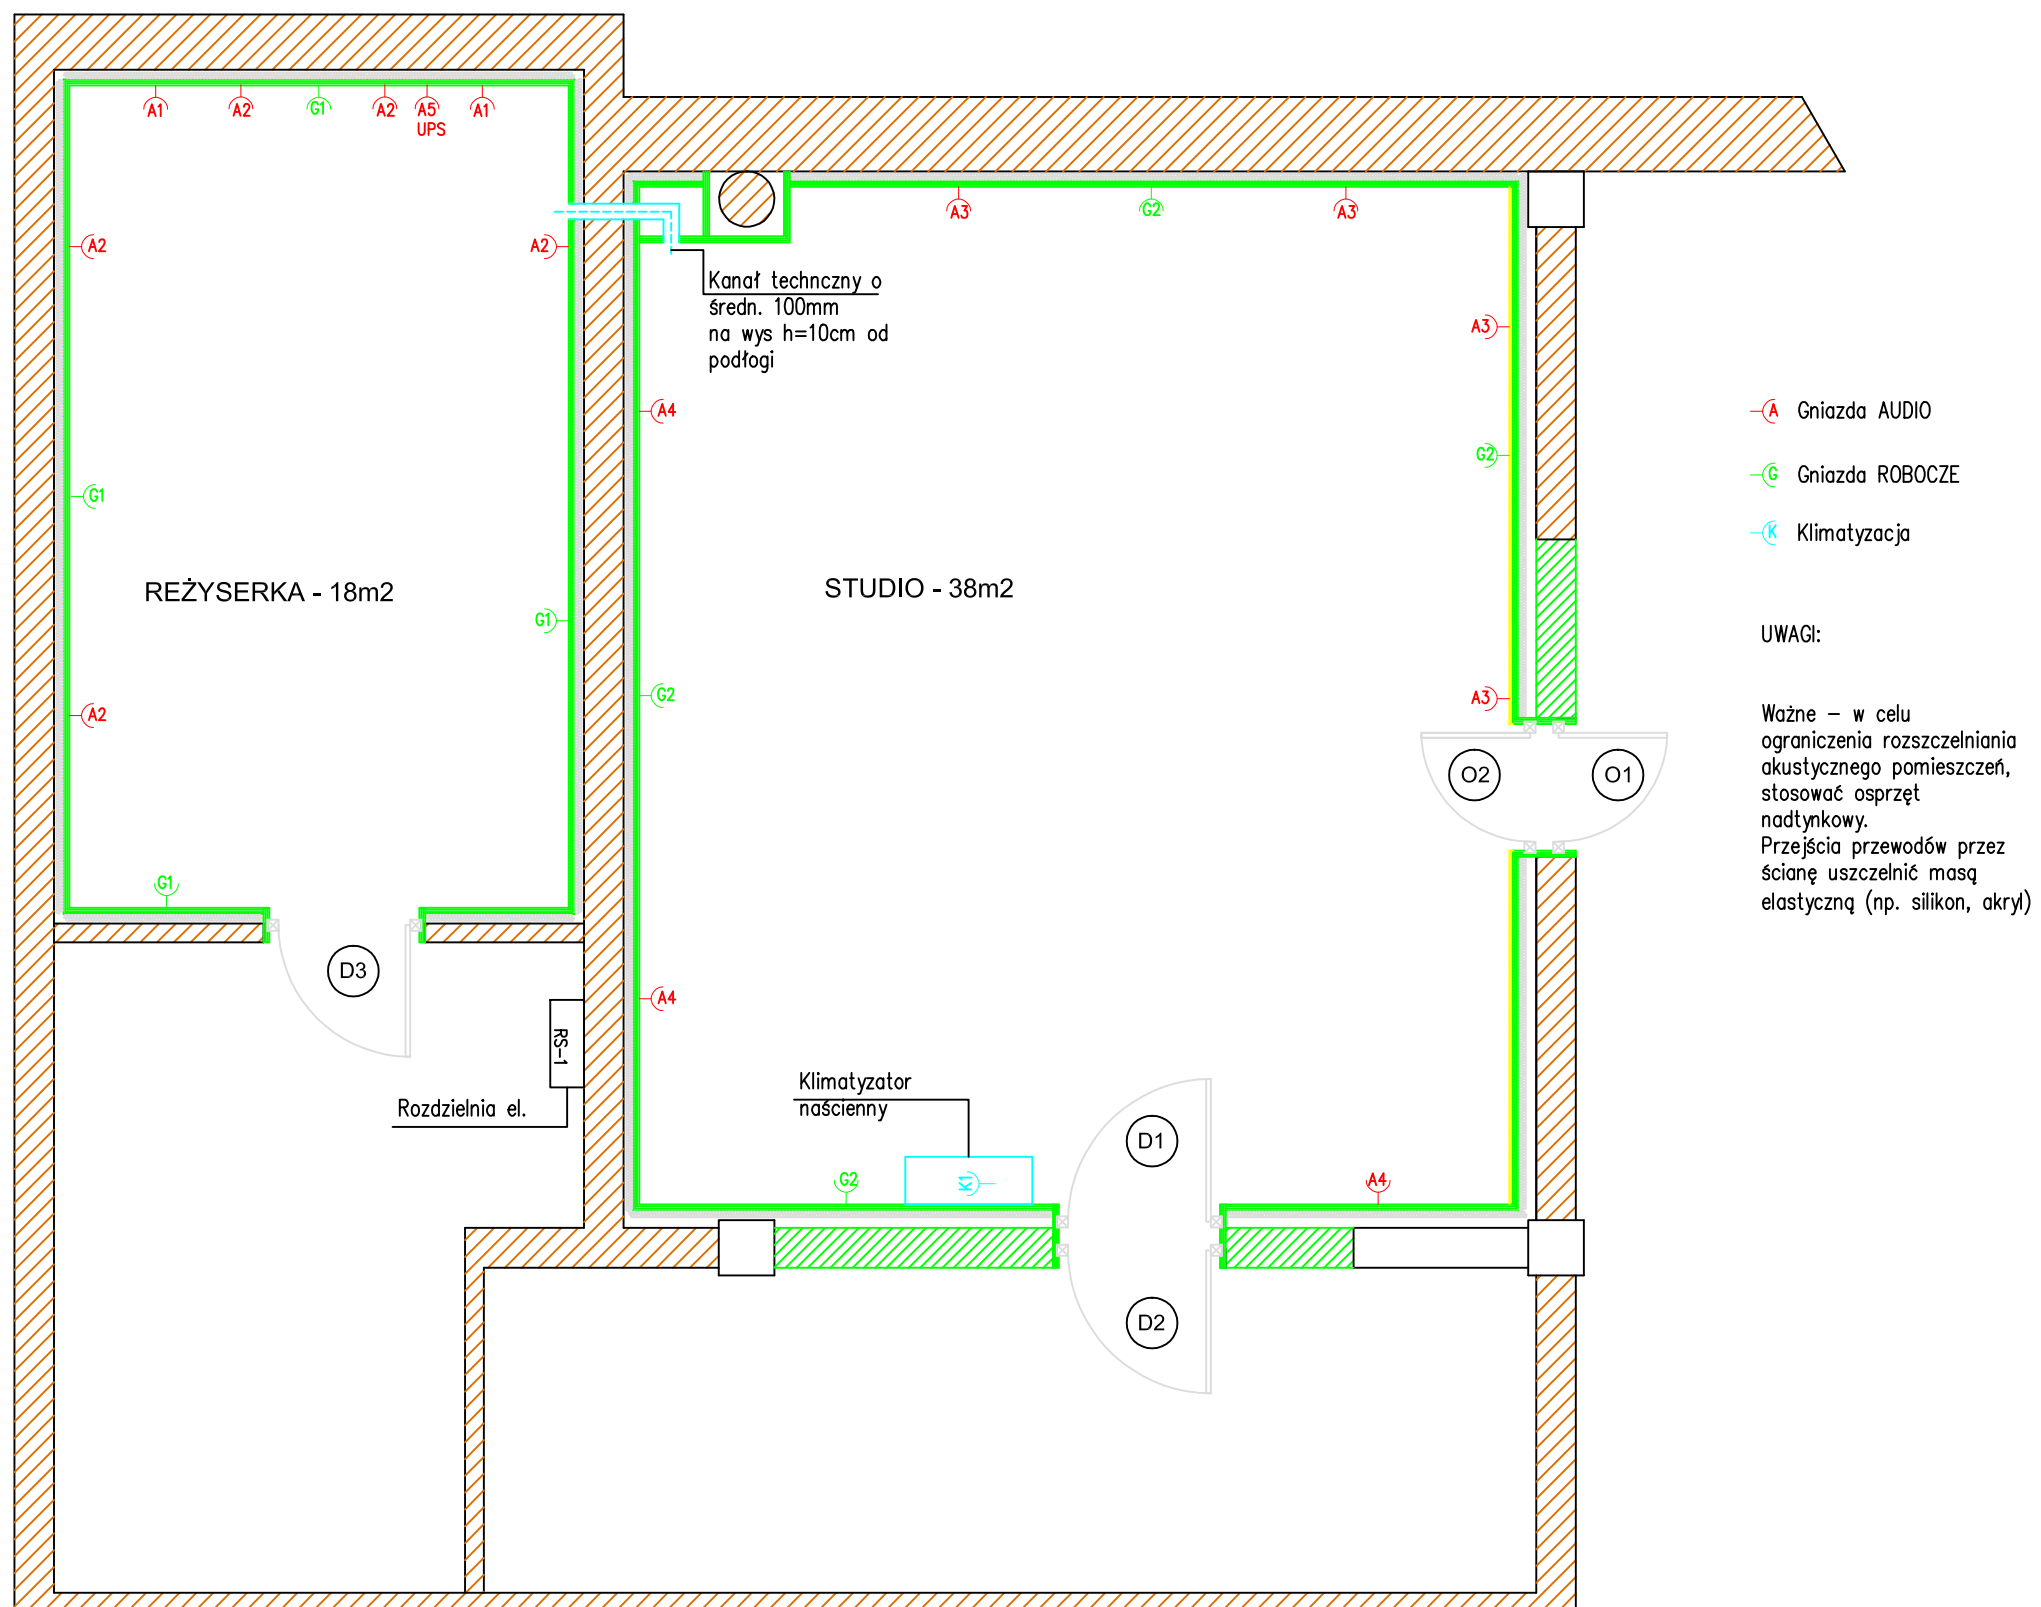 A1 A2 G1 A2 A5 A1
UPS
A3 G2 A3
A2 A2
Kanał technczny o
średn. 100mm
na wys h=10cm od
podłogi
A3
A4
A Gniazda AUDIO
G2
G Gniazda ROBOCZE
G1
K Klimatyzacja
REŻYSERKA - 18m2
STUDIO - 38m2
G1
UWAGI:
G2
A3
A2
Ważne – w celu
ograniczenia rozszczelniania
akustycznego pomieszczeń,
stosować osprzęt
nadtynkowy.
Przejścia przewodów przez
ścianę uszczelnić masą
elastyczną (np. silikon, akryl)
O2 O1
G1
D3
A4
RS-1
Rozdzielnia el.
Klimatyzator
naścienny
D1
G2
K1
A4
D2